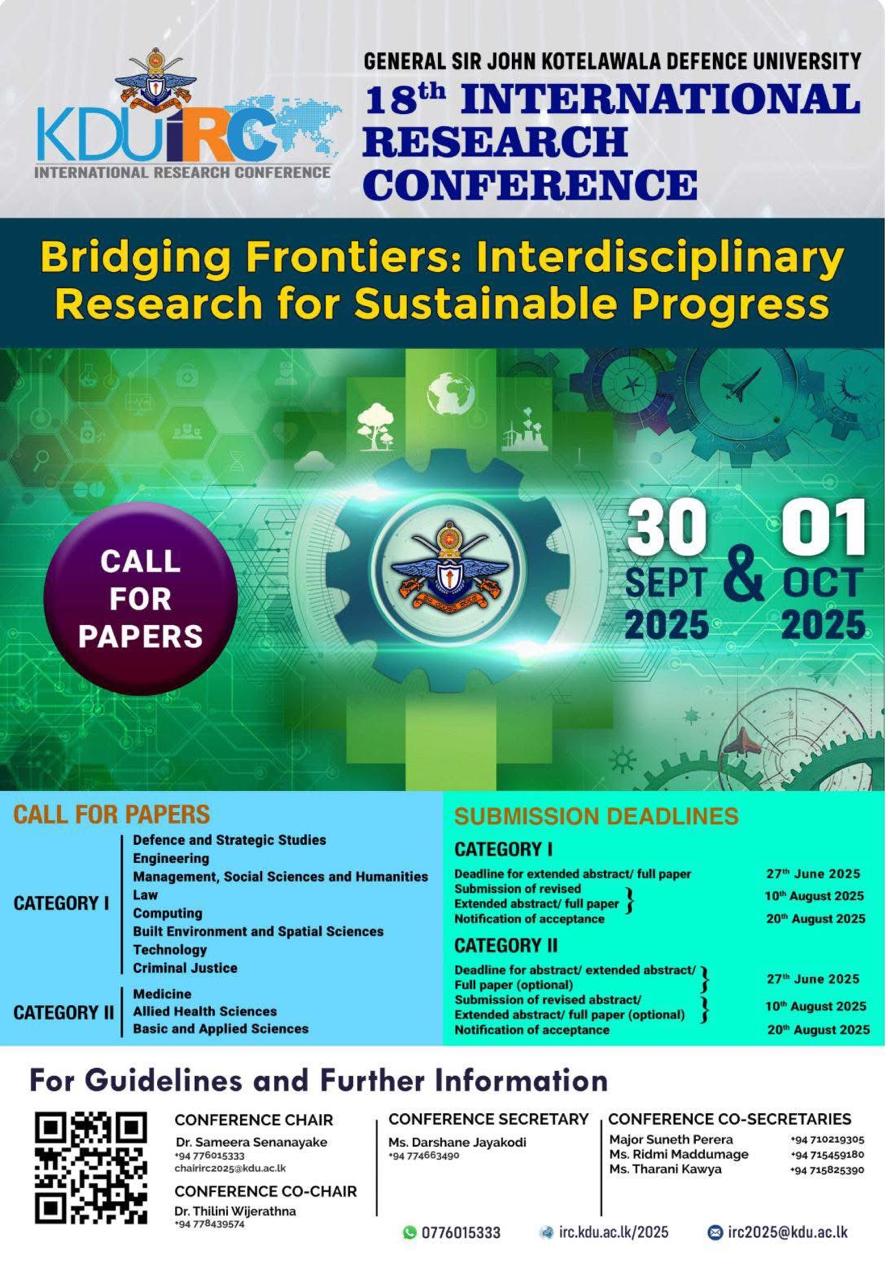 GENERAL SIR JOHN KOTELAWALA DEFENCE UNIVERSITY
18th INTERNATIONAL
RESEARCH
CONFERENCE
KDU iRC
INTERNATIONAL RESEARCH CONFERENCE
Bridging Frontiers: Interdisciplinary
Research for Sustainable Progress
CALL
FOR
PAPERS
30 & 01
SEPT OCT
2025 2025
CALL FOR PAPERS
CATEGORY I
Defence and Strategic Studies
Engineering
Management, Social Sciences and Humanities
Law
Computing
Built Environment and Spatial Sciences
Technology
Criminal Justice
CATEGORY II
Medicine
Allied Health Sciences
Basic and Applied Sciences
SUBMISSION DEADLINES
CATEGORY I
Deadline for extended abstract/ full paper 27th June 2025
Submission of revised
Extended abstract/ full paper } 10th August 2025
Notification of acceptance 20th August 2025
CATEGORY II
Deadline for abstract/ extended abstract/
Full paper (optional) } 27th June 2025
Submission of revised abstract/
Extended abstract/ full paper (optional) } 10th August 2025
Notification of acceptance 20th August 2025
For Guidelines and Further Information
CONFERENCE CHAIR
Dr. Sameera Senanayake
+94 776015333
chairirc2025@kdu.ac.lk
CONFERENCE CO-CHAIR
Dr. Thilini Wijerathna
+94 778439574
CONFERENCE SECRETARY
Ms. Darshane Jayakodi
+94 774663490
CONFERENCE CO-SECRETARIES
Major Suneth Perera +94 710219305
Ms. Ridmi Maddumage +94 715459180
Ms. Tharani Kawya +94 715825390
0776015333 irc.kdu.ac.lk/2025 irc2025@kdu.ac.lk